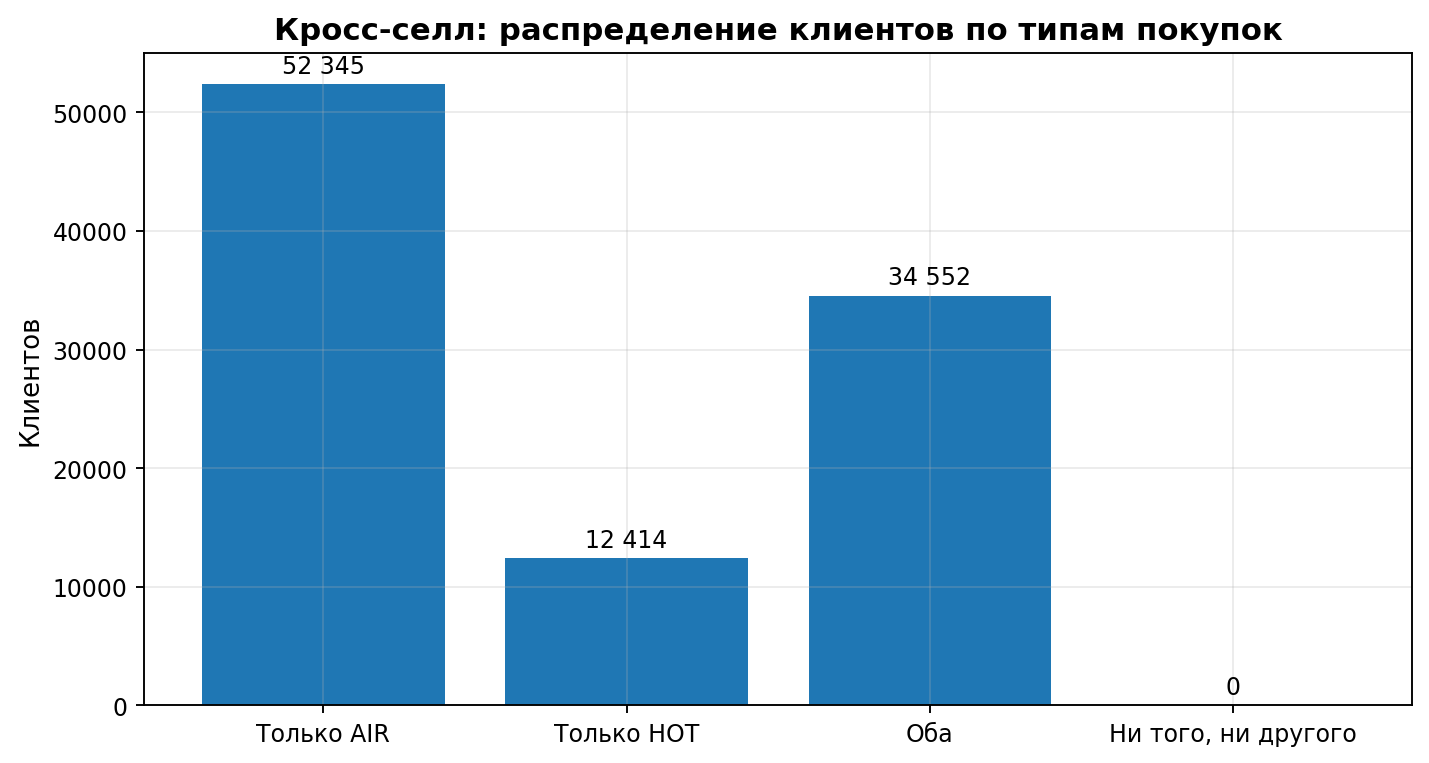 Кросс-селл: распределение клиентов по типам покупок
52 345
50000
34 552
40000
30000
Клиентов
20000
12 414
10000
0
0
Только AIR
Только HOT
Оба
Ни того, ни другого